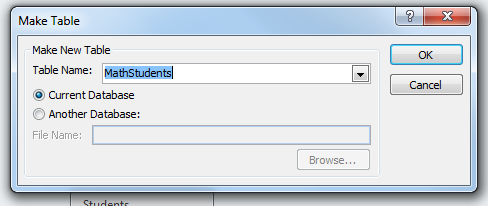 Make Table
Make New Table
OK
Table Name: MathStudents
Cancel
Current Database
Another Database:
File Name:
Browse...
Students